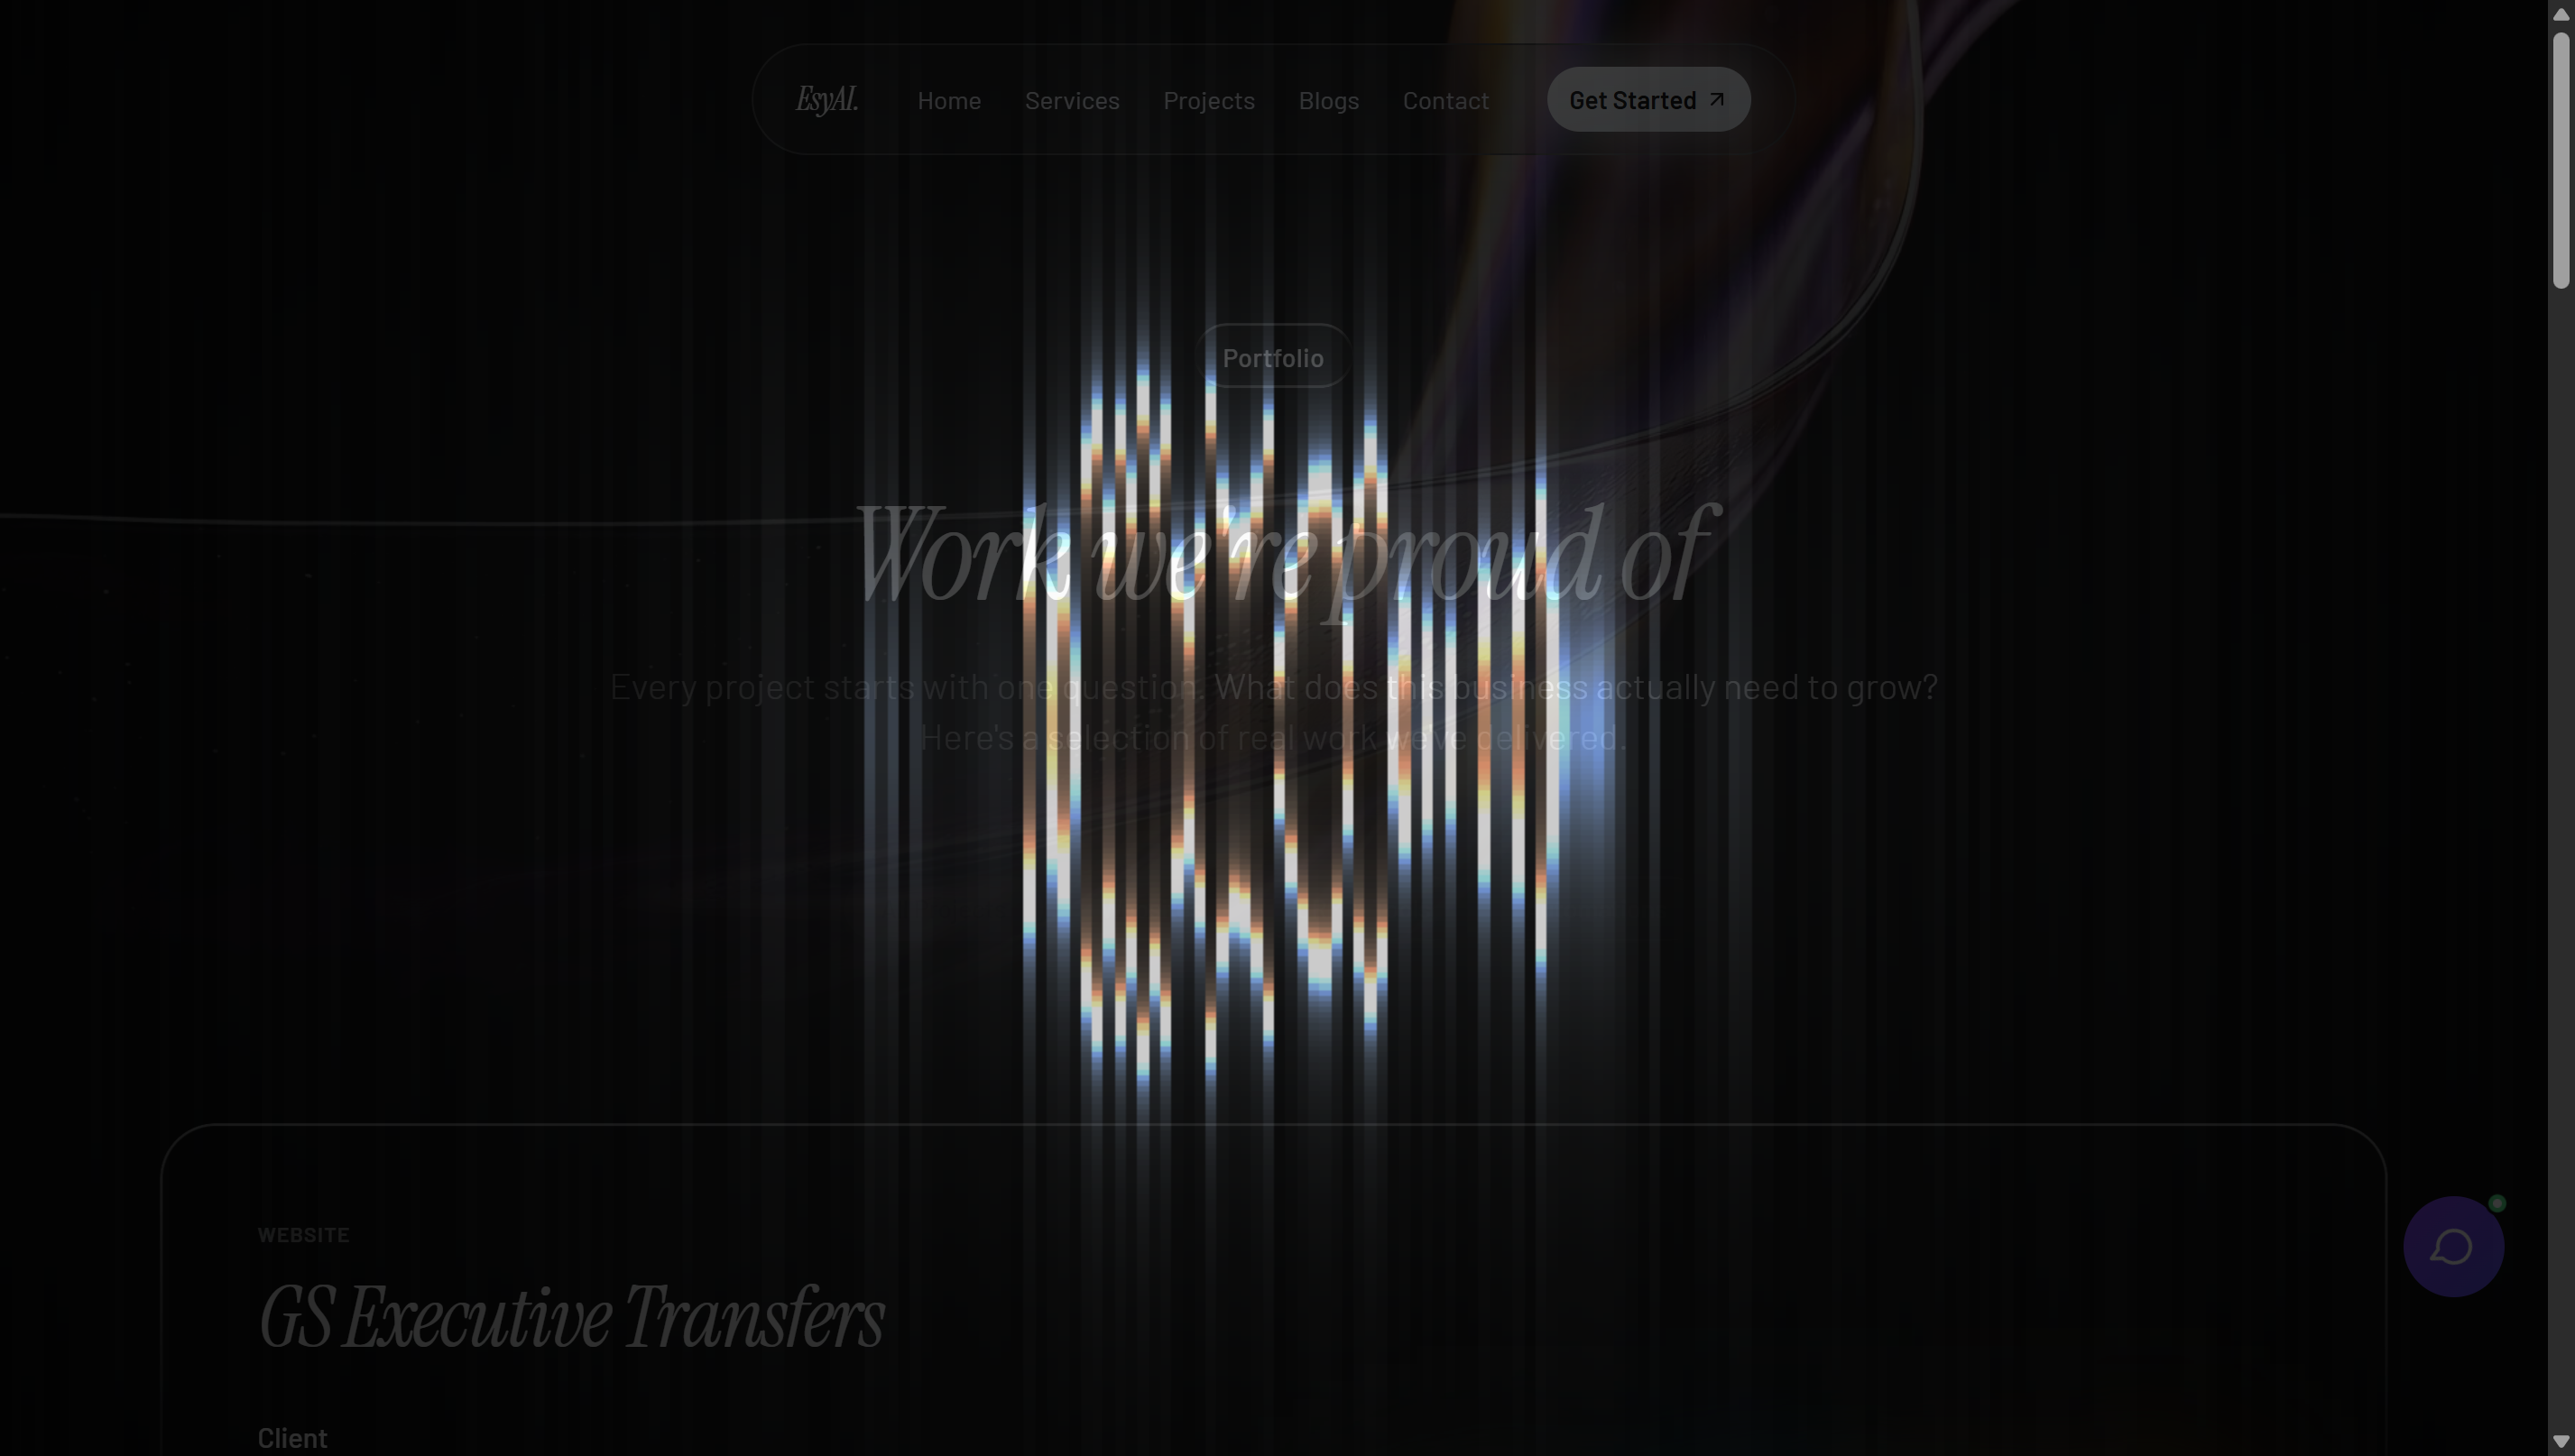 EsyAI.
Home
Services
Projects
Blogs
Contact
Get Started
Portfolio
Work we're proud of
Every project starts with one question. What does this business actually need to grow?
Here's a selection of real work we've delivered.
WEBSITE
GS Executive Transfers
Client